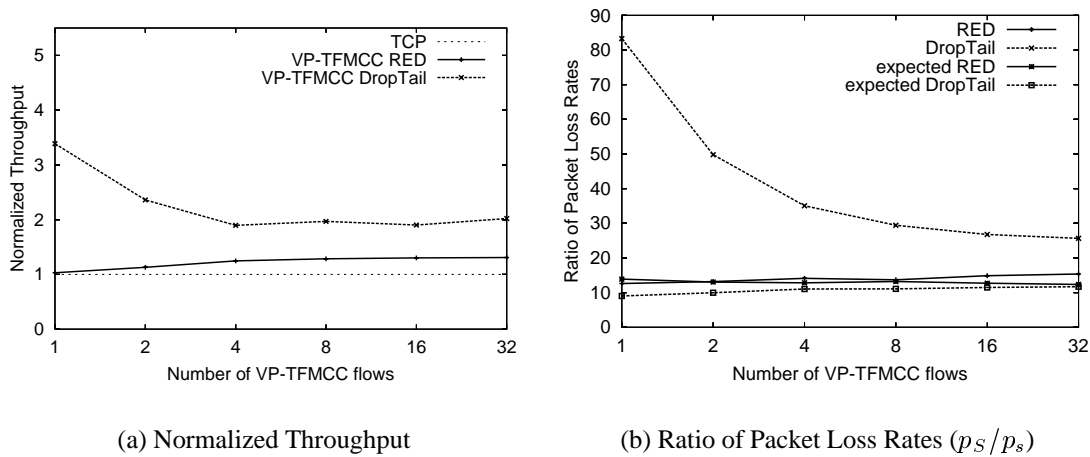 Normalized Throughput
5
4
3
2
1
0
1 2 4 8 16 32
Number of VP-TFMCC flows
TCP
VP-TFMCC RED
VP-TFMCC DropTail
(a) Normalized Throughput
Ratio of Packet Loss Rates
90
80
70
60
50
40
30
20
10
0
1 2 4 8 16 32
Number of VP-TFMCC flows
RED
DropTail
expected RED
expected DropTail
(b) Ratio of Packet Loss Rates (p_S/p_s)